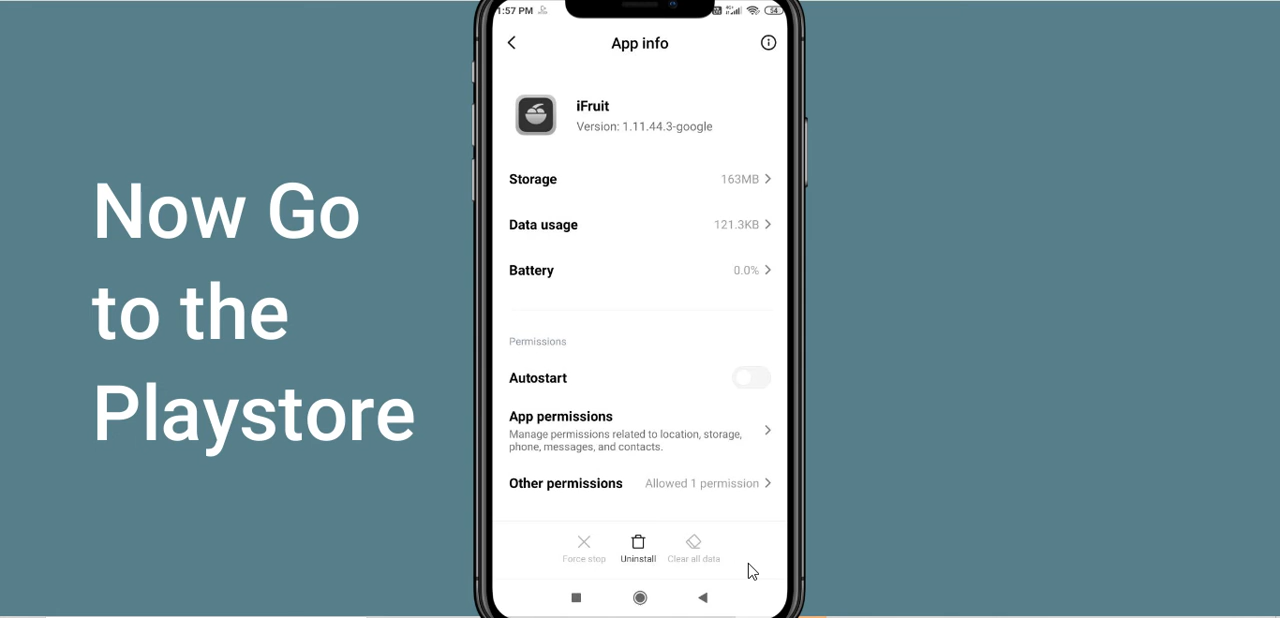 Now Go
to the
Playstore
1:57 PM
54
App info
iFruit
Version: 1.11.44.3-google
Storage 163MB
Data usage 121.3KB
Battery 0.0%
Permissions
Autostart
App permissions
Manage permissions related to location, storage,
phone, messages, and contacts.
Other permissions Allowed 1 permission
Force stop Uninstall Clear all data